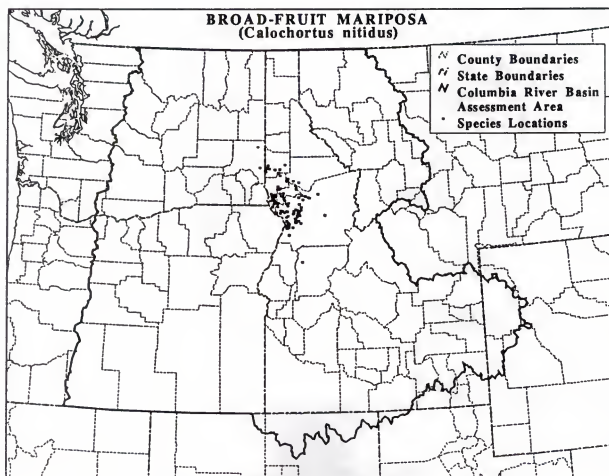 BROAD-FRUIT MARIPOSA
(Calochortus nitidus)
County Boundaries
State Boundaries
Columbia River Basin
Assessment Area
Species Locations